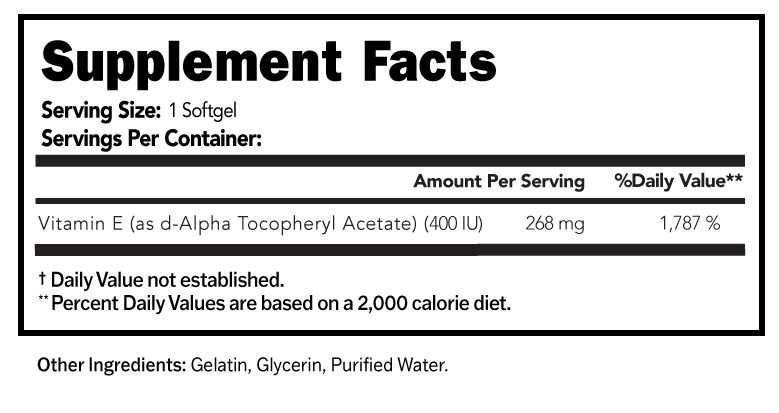 Supplement Facts
Serving Size: 1 Softgel
Servings Per Container:
Amount Per Serving %Daily Value**
Vitamin E (as d-Alpha Tocopheryl Acetate) (400 IU) 268 mg 1,787 %
† Daily Value not established.
** Percent Daily Values are based on a 2,000 calorie diet.
Other Ingredients: Gelatin, Glycerin, Purified Water.